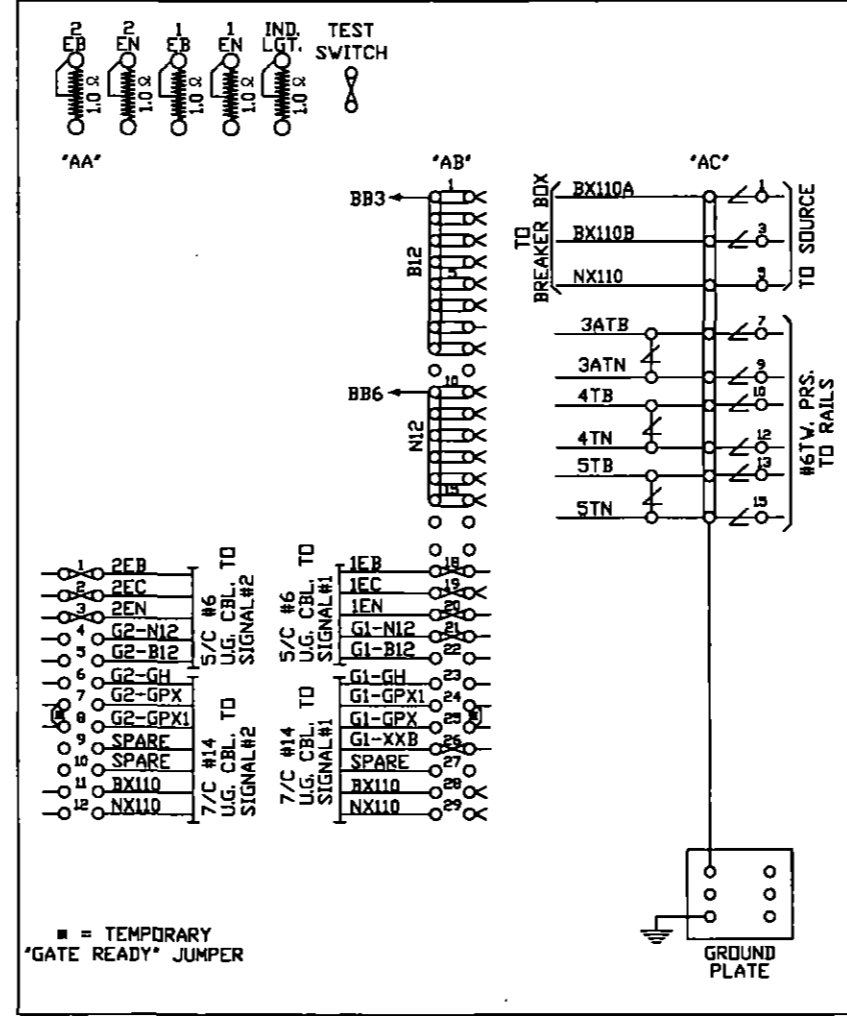 2 EB
2 EN
1 EB
1 EN
IND. LGT.
TEST SWITCH
1.0 Ω
1.0 Ω
1.0 Ω
1.0 Ω
1.0 Ω
"AA"
"AB"
"AC"
BB3
1
B12
5
BB6
10
N12
15
TO BREAKER BOX
BX110A
1
BX110B
3
NX110
TO SOURCE
3ATB
7
3ATN
9
4TB
10
4TN
12
5TB
13
5TN
15
#6TW. PRS.
TO RAILS
1 2EB
2 2EC
3 2EN
4 G2-N12
5 G2-B12
5/C #6
U.G. CBL. TO
SIGNAL#2
6 G2-GH
7 G2-GPX
8 G2-GPX1
9 SPARE
10 SPARE
11 BX110
12 NX110
7/C #14
U.G. CBL. TO
SIGNAL#2
5/C #6
U.G. CBL. TO
SIGNAL#1
1EB 18
1EC 19
1EN 20
G1-N12 21
G1-B12 22
7/C #14
U.G. CBL. TO
SIGNAL#1
G1-GH 23
G1-GPX1 24
G1-GPX 25
G1-XXB 26
SPARE 27
BX110 28
NX110 29
■ = TEMPORARY
"GATE READY" JUMPER
GROUND
PLATE